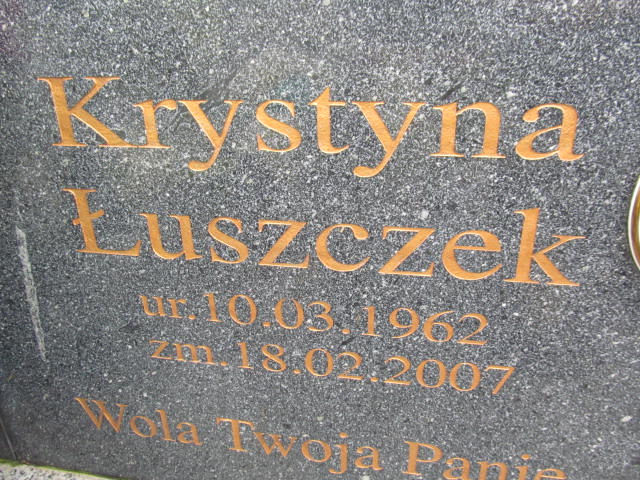 Krystyna
Łuszczek
ur.10.03.1962
zm.18.02.2007
Wola Twoja Panie